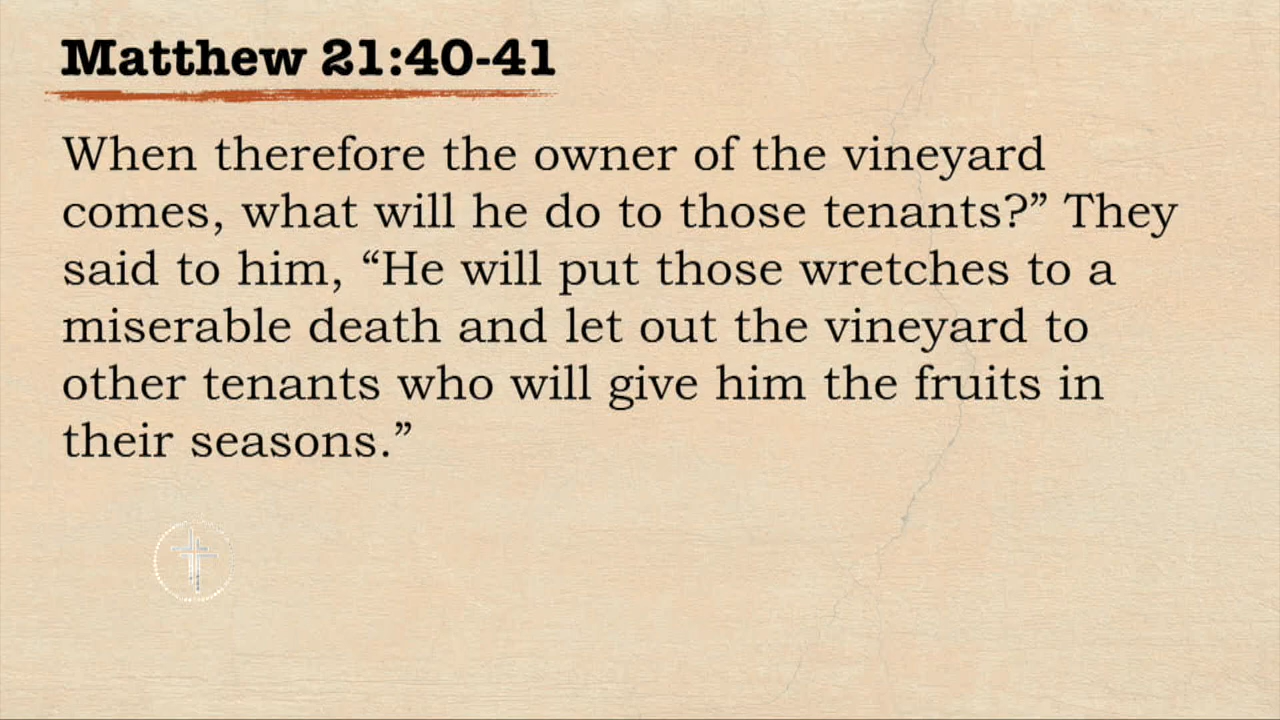 Matthew 21:40-41
When therefore the owner of the vineyard
comes, what will he do to those tenants?” They
said to him, “He will put those wretches to a
miserable death and let out the vineyard to
other tenants who will give him the fruits in
their seasons.”